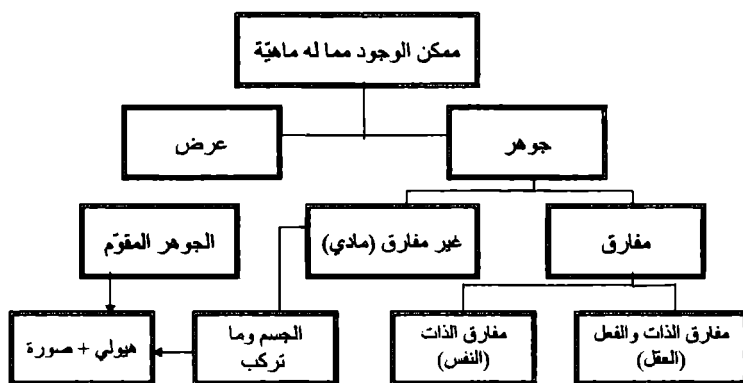 ممكن الوجود مما له ماهيّة
جوهر
عرض
مفارق
غير مفارق (مادي)
الجوهر المقوّم
مفارق الذات والفعل
(العقل)
مفارق الذات
(النفس)
الجسم وما
تركب
هيولي + صورة